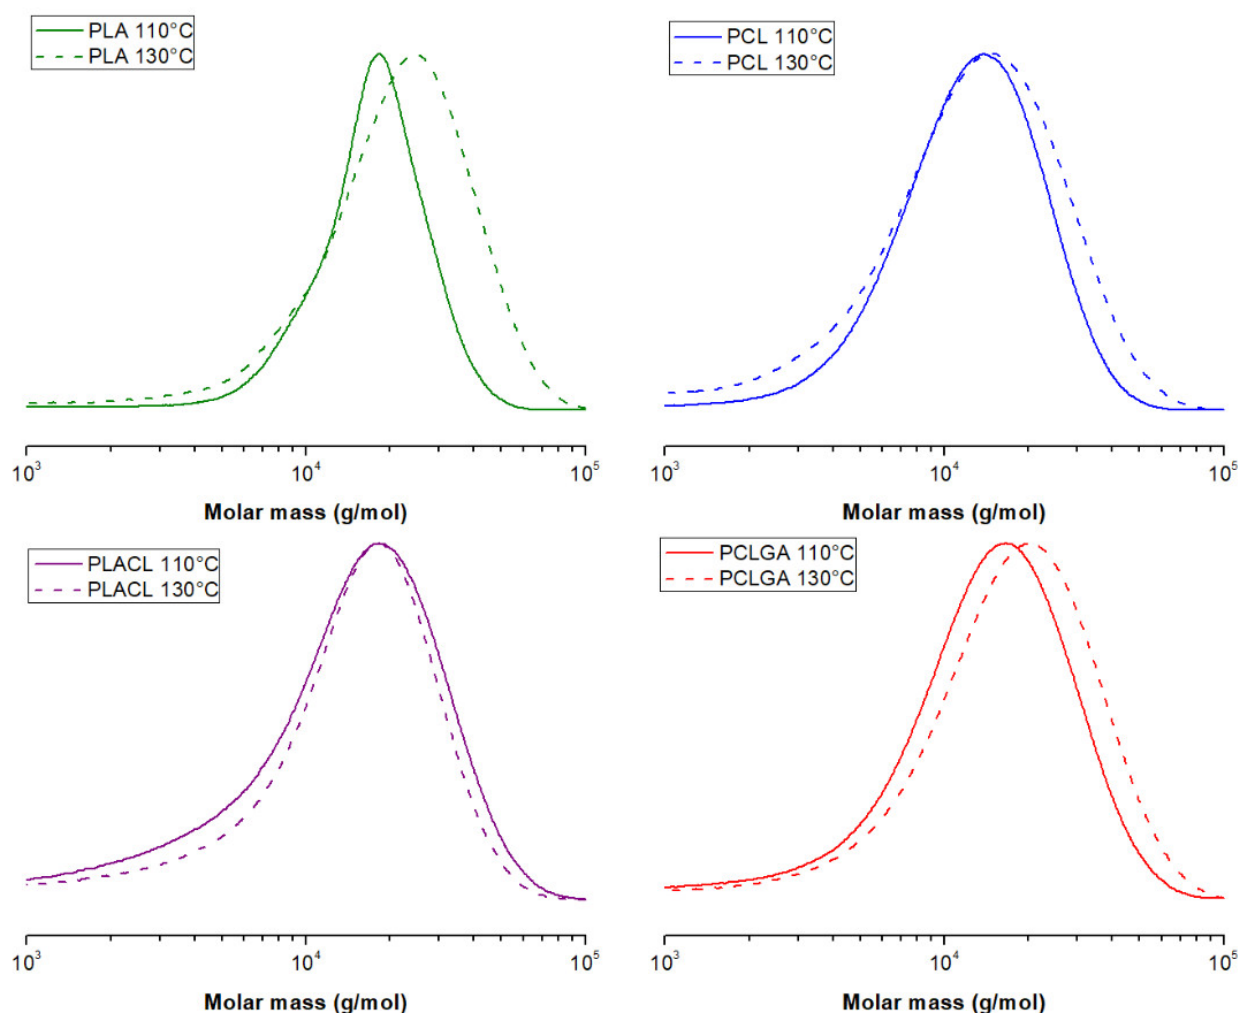 PLA 110°C
PLA 130°C
10³ 10⁴ 10⁵
Molar mass (g/mol)
PCL 110°C
PCL 130°C
10³ 10⁴ 10⁵
Molar mass (g/mol)
PLACL 110°C
PLACL 130°C
10³ 10⁴ 10⁵
Molar mass (g/mol)
PCLGA 110°C
PCLGA 130°C
10³ 10⁴ 10⁵
Molar mass (g/mol)